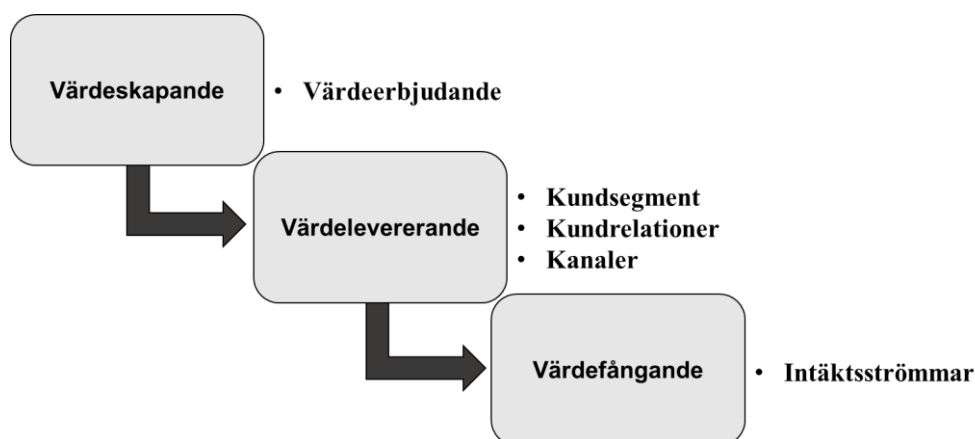 Värdeskapande
• Värdeerbjudande
Värdelevererande
• Kundsegment
• Kundrelationer
• Kanaler
Värdefångande
• Intäktsströmmar